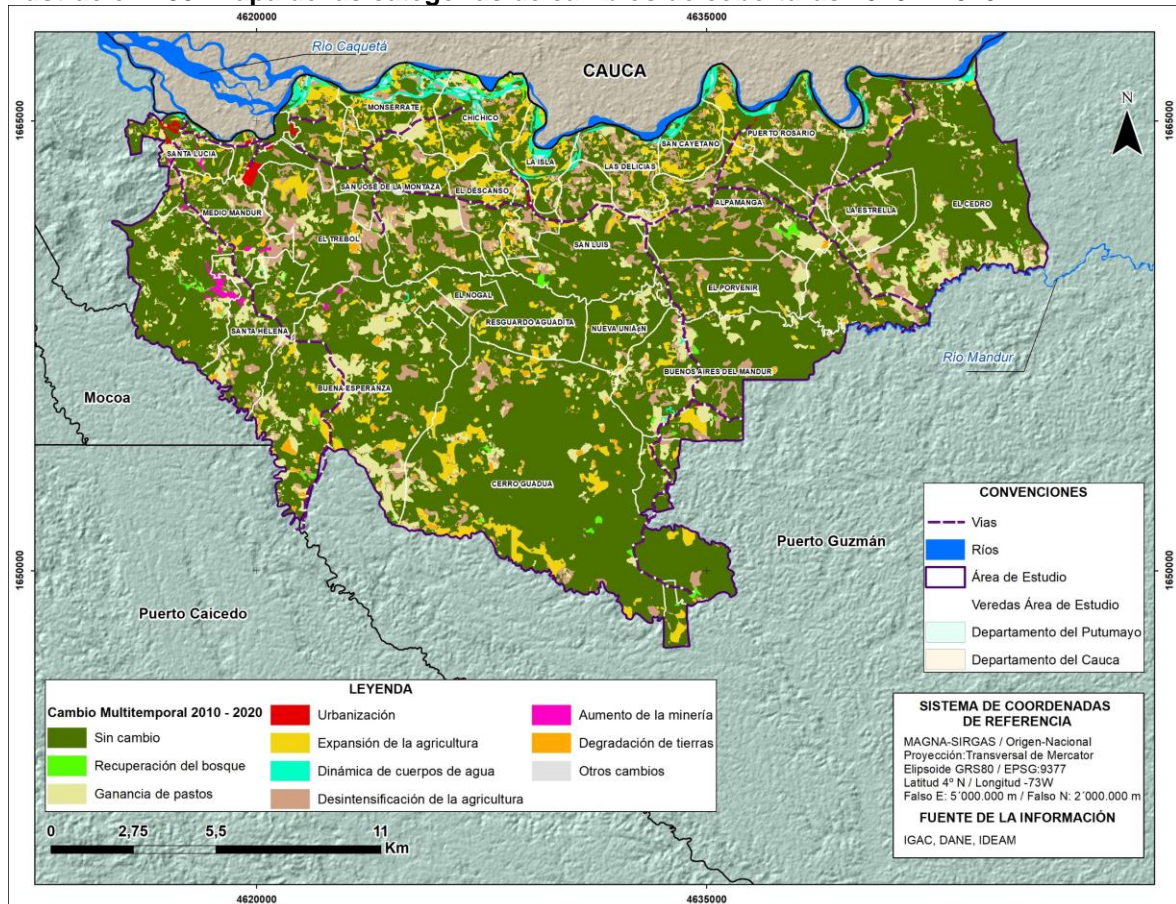 4620000
4635000
Río Caquetá
CAUCA
N
1665000
1665000
MONSERRATE
CHICHICO
SANTA LUCIA
LA ISLA
LAS DELICIAS
SAN CAYETANO
PUERTO ROSARIO
SAN JOSE DE LA MONTAZA
EL DESCANSO
MEDIO MANDUR
ALPAMANGA
LA ESTRELLA
EL CEDRO
EL TREBOL
SAN LUIS
EL NOGAL
EL PORVENIR
SANTA HELENA
RESGUARDO AGUADITA
Río Mandur
BUENOS AIRES DEL MANDUR
BUENA ESPERANZA
Mocoa
CERRO GUADUA
Puerto Guzmán
1650000
1650000
Puerto Caicedo
CONVENCIONES
Vias
Ríos
Área de Estudio
Veredas Área de Estudio
Departamento del Putumayo
Departamento del Cauca
LEYENDA
Cambio Multitemporal 2010 - 2020
Sin cambio
Recuperación del bosque
Ganancia de pastos
Urbanización
Expansión de la agricultura
Dinámica de cuerpos de agua
Desintensificación de la agricultura
Aumento de la minería
Degradación de tierras
Otros cambios
0 2,75 5,5 11
Km
SISTEMA DE COORDENADAS
DE REFERENCIA
MAGNA-SIRGAS / Origen-Nacional
Proyección:Transversal de Mercator
Elipsoide GRS80 / EPSG:9377
Latitud 4º N / Longitud -73W
Falso E: 5´000.000 m / Falso N: 2´000.000 m
FUENTE DE LA INFORMACIÓN
IGAC, DANE, IDEAM
4620000
4635000